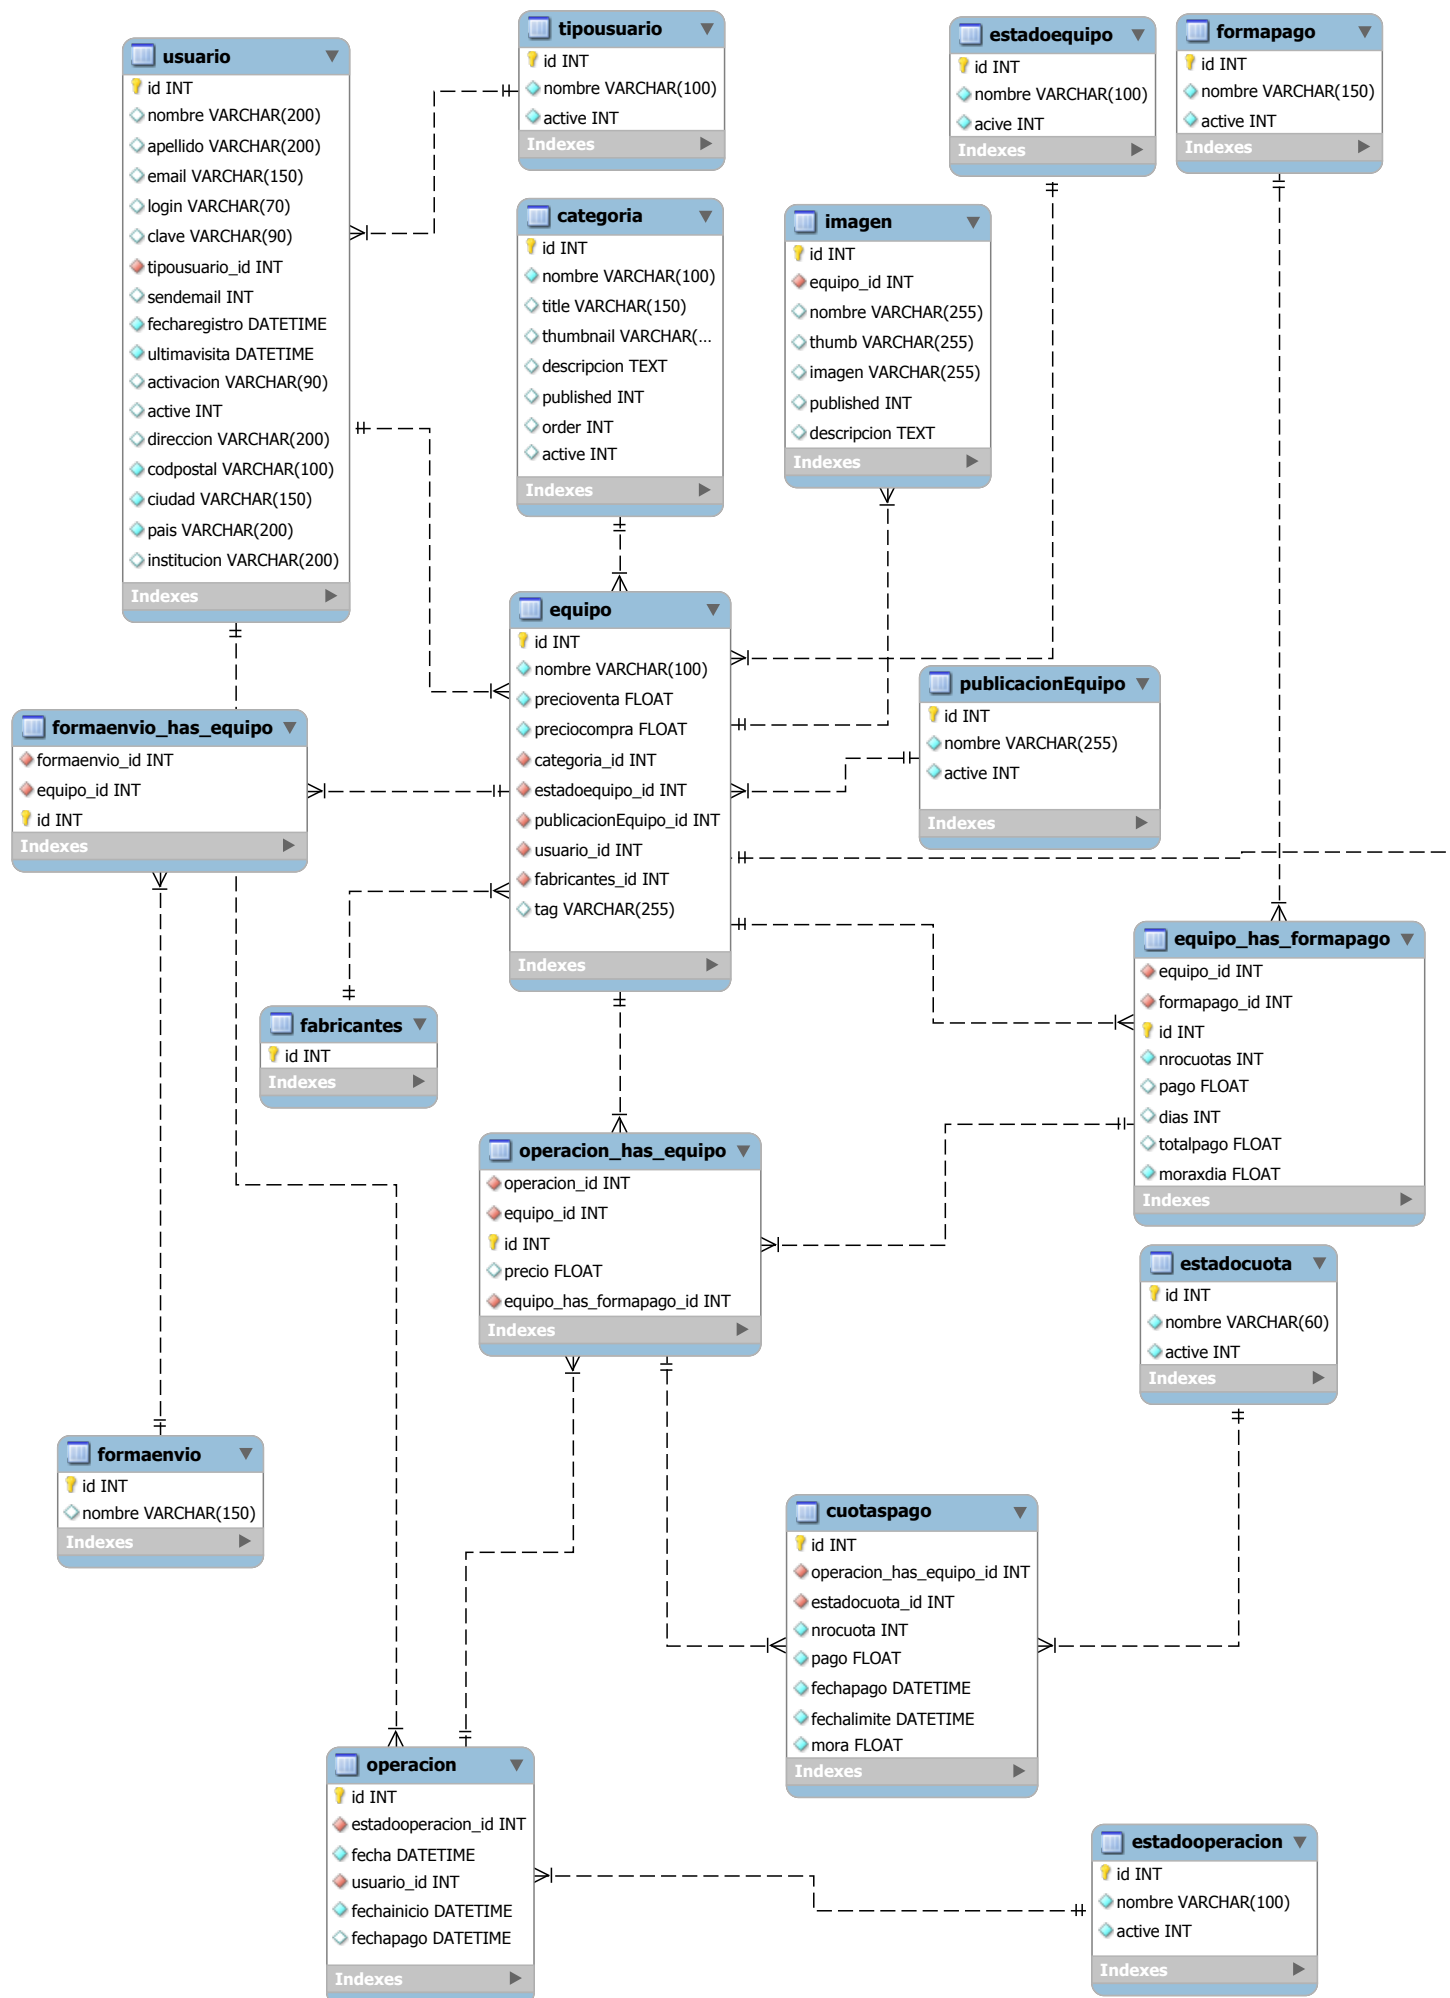 usuario
id INT
nombre VARCHAR(200)
apellido VARCHAR(200)
email VARCHAR(150)
login VARCHAR(70)
clave VARCHAR(90)
tipousuario_id INT
sendemail INT
fecharegistro DATETIME
ultimavisita DATETIME
activacion VARCHAR(90)
active INT
direccion VARCHAR(200)
codpostal VARCHAR(100)
ciudad VARCHAR(150)
pais VARCHAR(200)
institucion VARCHAR(200)
Indexes
tipousuario
id INT
nombre VARCHAR(100)
active INT
Indexes
estadoequipo
id INT
nombre VARCHAR(100)
acive INT
Indexes
formapago
id INT
nombre VARCHAR(150)
active INT
Indexes
categoria
id INT
nombre VARCHAR(100)
title VARCHAR(150)
thumbnail VARCHAR(...
descripcion TEXT
published INT
order INT
active INT
Indexes
imagen
id INT
equipo_id INT
nombre VARCHAR(255)
thumb VARCHAR(255)
imagen VARCHAR(255)
published INT
descripcion TEXT
Indexes
equipo
id INT
nombre VARCHAR(100)
precioventa FLOAT
preciocompra FLOAT
categoria_id INT
estadoequipo_id INT
publicacionEquipo_id INT
usuario_id INT
fabricantes_id INT
tag VARCHAR(255)
Indexes
publicacionEquipo
id INT
nombre VARCHAR(255)
active INT
Indexes
formaenvio_has_equipo
formaenvio_id INT
equipo_id INT
id INT
Indexes
fabricantes
id INT
Indexes
equipo_has_formapago
equipo_id INT
formapago_id INT
id INT
nrocuotas INT
pago FLOAT
dias INT
totalpago FLOAT
moraxdia FLOAT
Indexes
operacion_has_equipo
operacion_id INT
equipo_id INT
id INT
precio FLOAT
equipo_has_formapago_id INT
Indexes
estadocuota
id INT
nombre VARCHAR(60)
active INT
Indexes
formaenvio
id INT
nombre VARCHAR(150)
Indexes
cuotaspago
id INT
operacion_has_equipo_id INT
estadocuota_id INT
nrocuota INT
pago FLOAT
fechapago DATETIME
fechalimite DATETIME
mora FLOAT
Indexes
operacion
id INT
estadooperacion_id INT
fecha DATETIME
usuario_id INT
fechainicio DATETIME
fechapago DATETIME
Indexes
estadooperacion
id INT
nombre VARCHAR(100)
active INT
Indexes